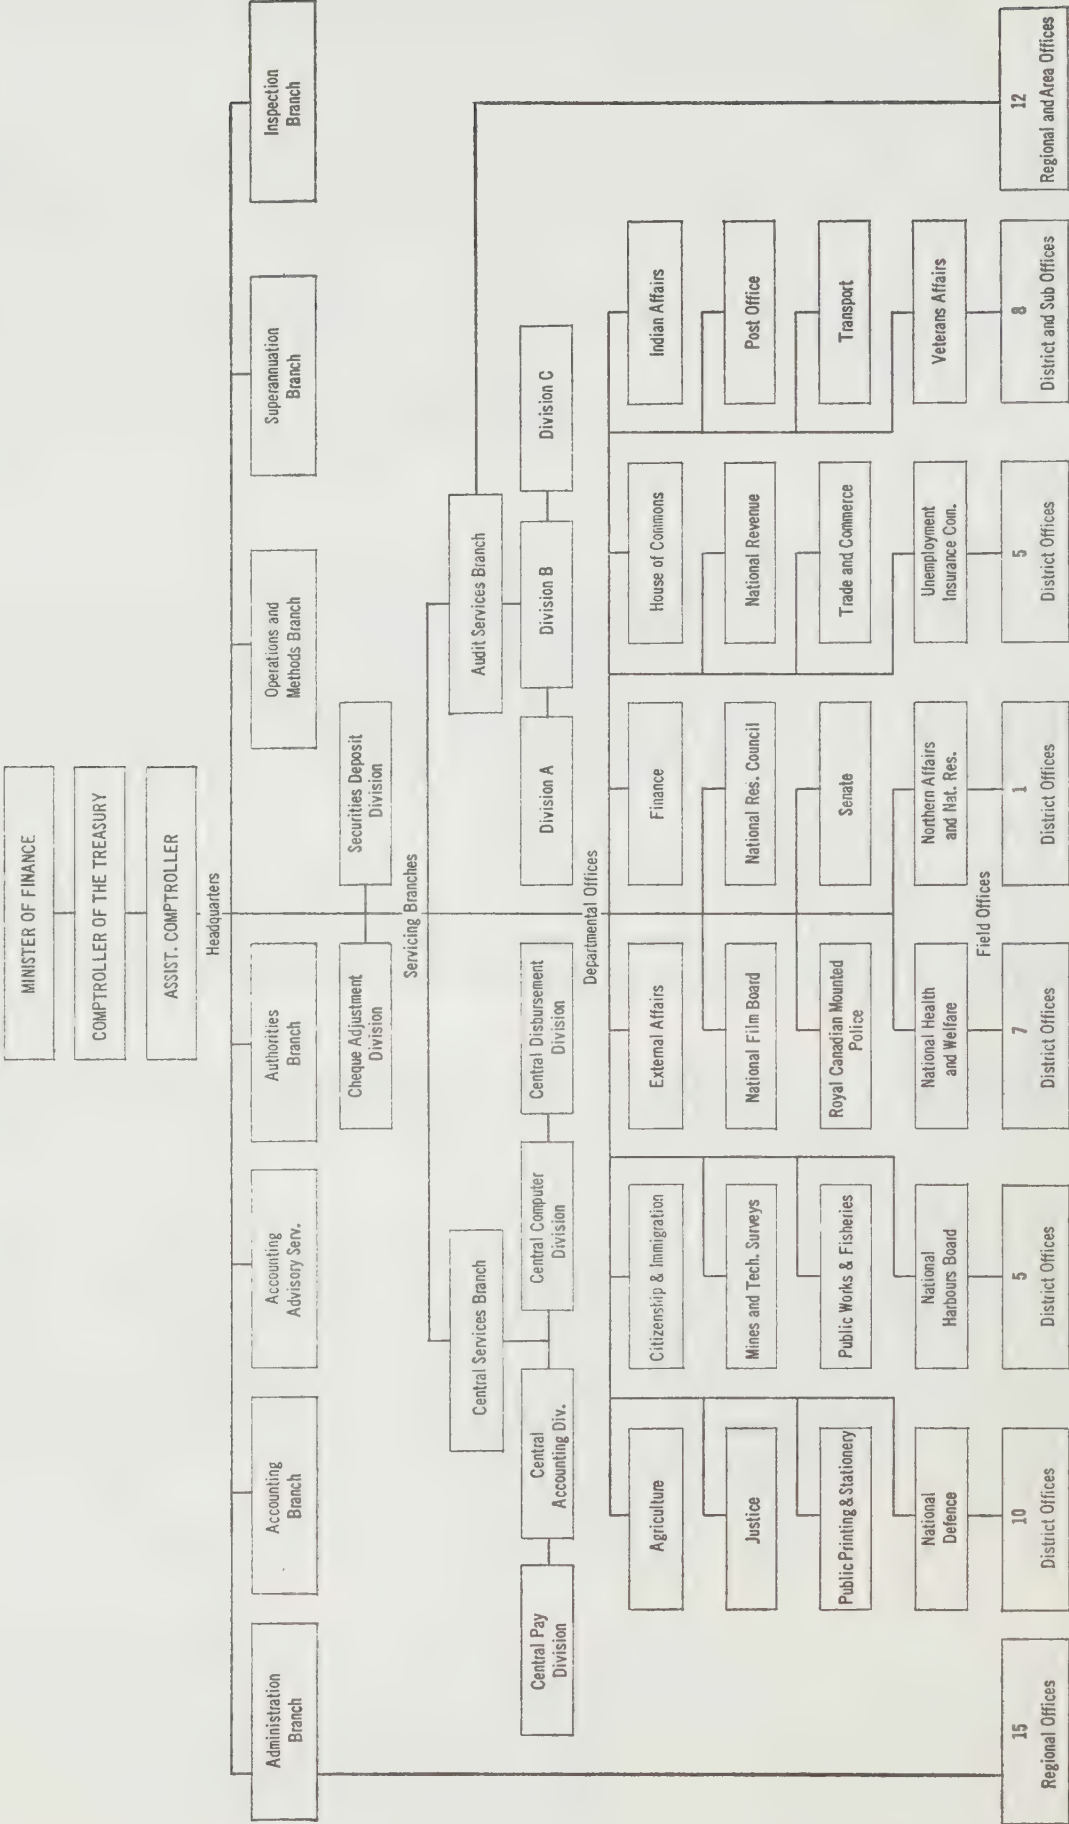 MINISTER OF FINANCE
COMPTROLLER OF THE TREASURY
ASSIST. COMPTROLLER
Headquarters
Administration
Branch
Accounting
Branch
Accounting
Advisory Serv.
Authorities
Branch
Operations and
Methods Branch
Superannuation
Branch
Inspection
Branch
Cheque Adjustment
Division
Securities Deposit
Division
Servicing Branches
Central Services Branch
Audit Services Branch
Central Pay
Division
Central
Accounting Div.
Central Computer
Division
Central Disbursement
Division
Division A
Division B
Division C
Departmental Offices
Agriculture
Citizenship & Immigration
External Affairs
Finance
House of Commons
Indian Affairs
Justice
Mines and Tech. Surveys
National Film Board
National Res. Council
National Revenue
Post Office
Public Printing & Stationery
Public Works & Fisheries
Royal Canadian Mounted
Police
Senate
Trade and Commerce
Transport
National
Defence
National
Harbours Board
National Health
and Welfare
Northern Affairs
and Nat. Res.
Unemployment
Insurance Com.
Veterans Affairs
Field Offices
15
Regional Offices
10
District Offices
5
District Offices
7
District Offices
1
District Offices
5
District Offices
8
District and Sub Offices
12
Regional and Area Offices